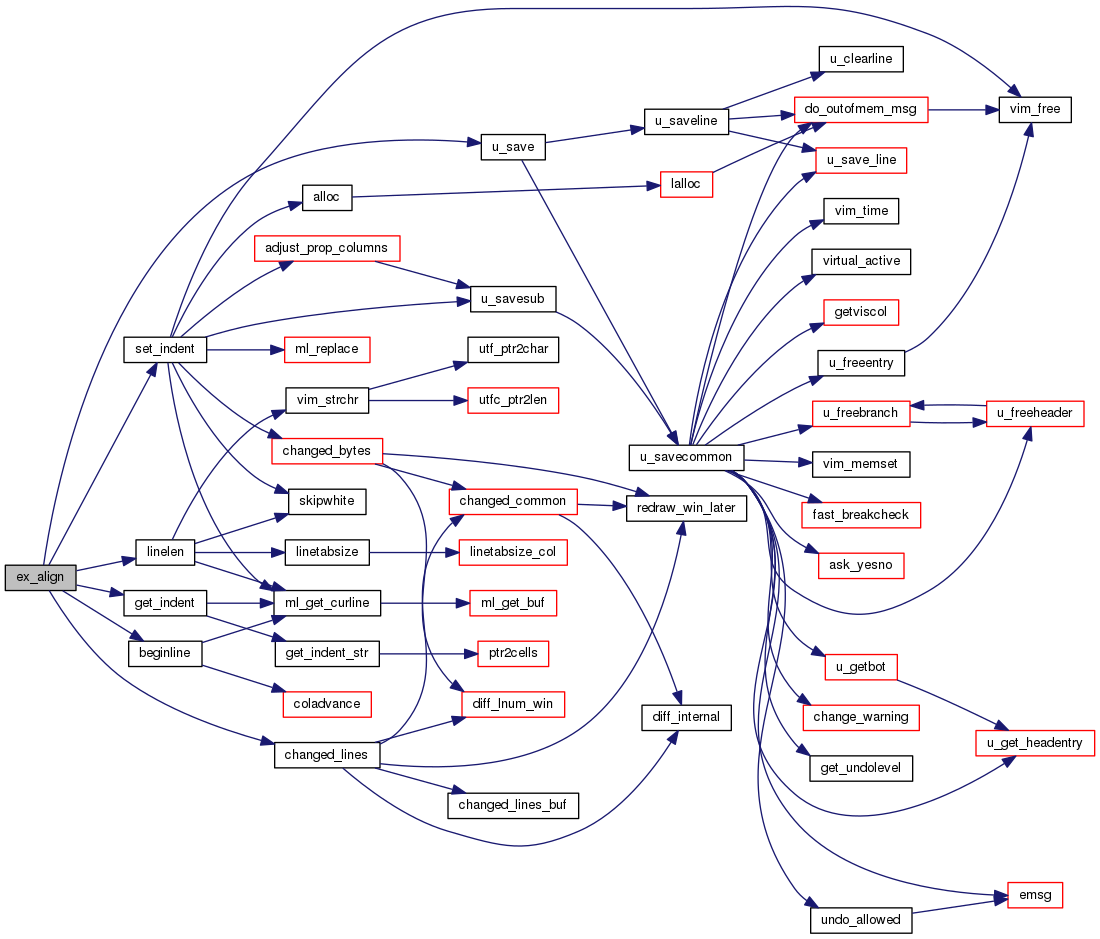 u_clearline
do_outofmem_msg
vim_free
u_saveline
u_save
u_save_line
lalloc
alloc
vim_time
adjust_prop_columns
virtual_active
u_savesub
getviscol
set_indent
ml_replace
utf_ptr2char
u_freeentry
vim_strchr
utfc_ptr2len
u_freebranch
u_freeheader
changed_bytes
u_savecommon
vim_memset
skipwhite
changed_common
redraw_win_later
fast_breakcheck
linelen
linetabsize
linetabsize_col
ask_yesno
ex_align
get_indent
ml_get_curline
ml_get_buf
beginline
get_indent_str
ptr2cells
u_getbot
coladvance
diff_lnum_win
diff_internal
change_warning
u_get_headentry
changed_lines
get_undolevel
changed_lines_buf
emsg
undo_allowed